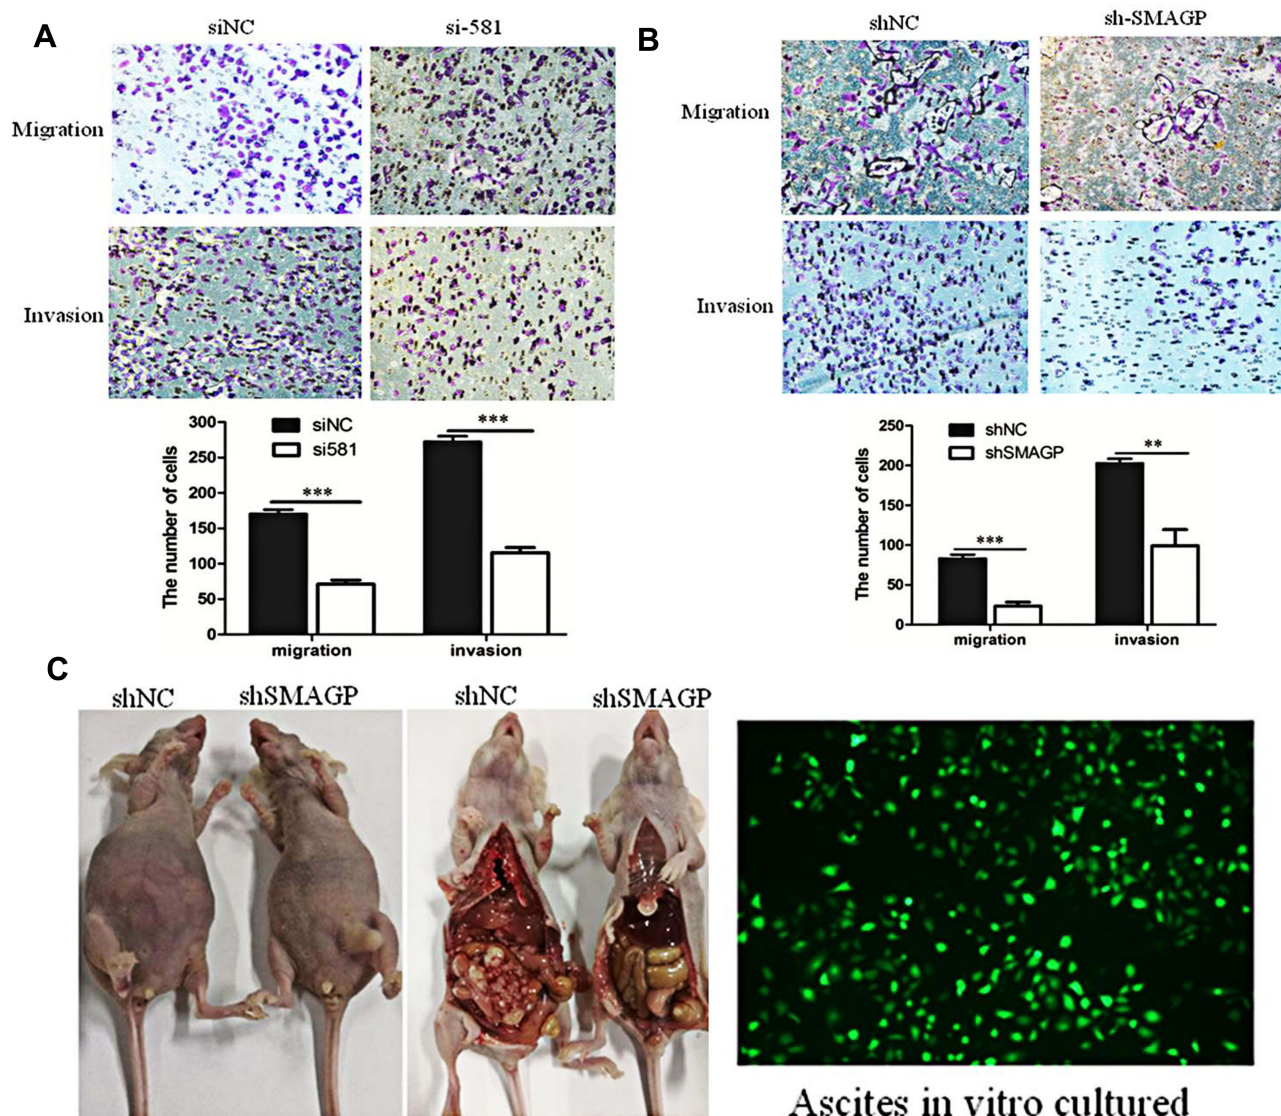 A
siNC
si-581
Migration
Invasion
300
250
200
150
100
50
0
The number of cells
siNC
si581
***
***
migration
invasion
B
shNC
sh-SMAGP
Migration
Invasion
250
200
150
100
50
0
The number of cells
shNC
shSMAGP
***
**
migration
invasion
C
shNC
shSMAGP
shNC
shSMAGP
Ascites in vitro cultured